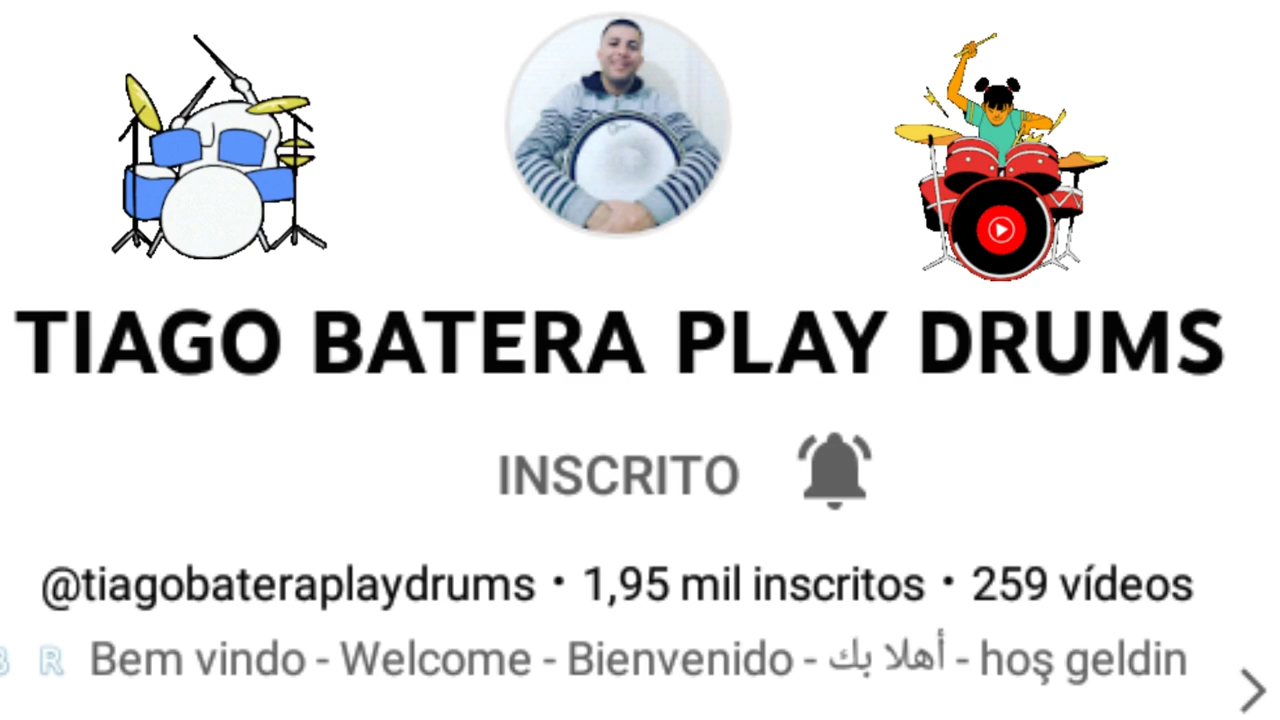 TIAGO BATERA PLAY DRUMS
INSCRITO
@tiagobateraplaydrums • 1,95 mil inscritos • 259 vídeos
B R Bem vindo - Welcome - Bienvenido - أهلا بك - hoş geldin